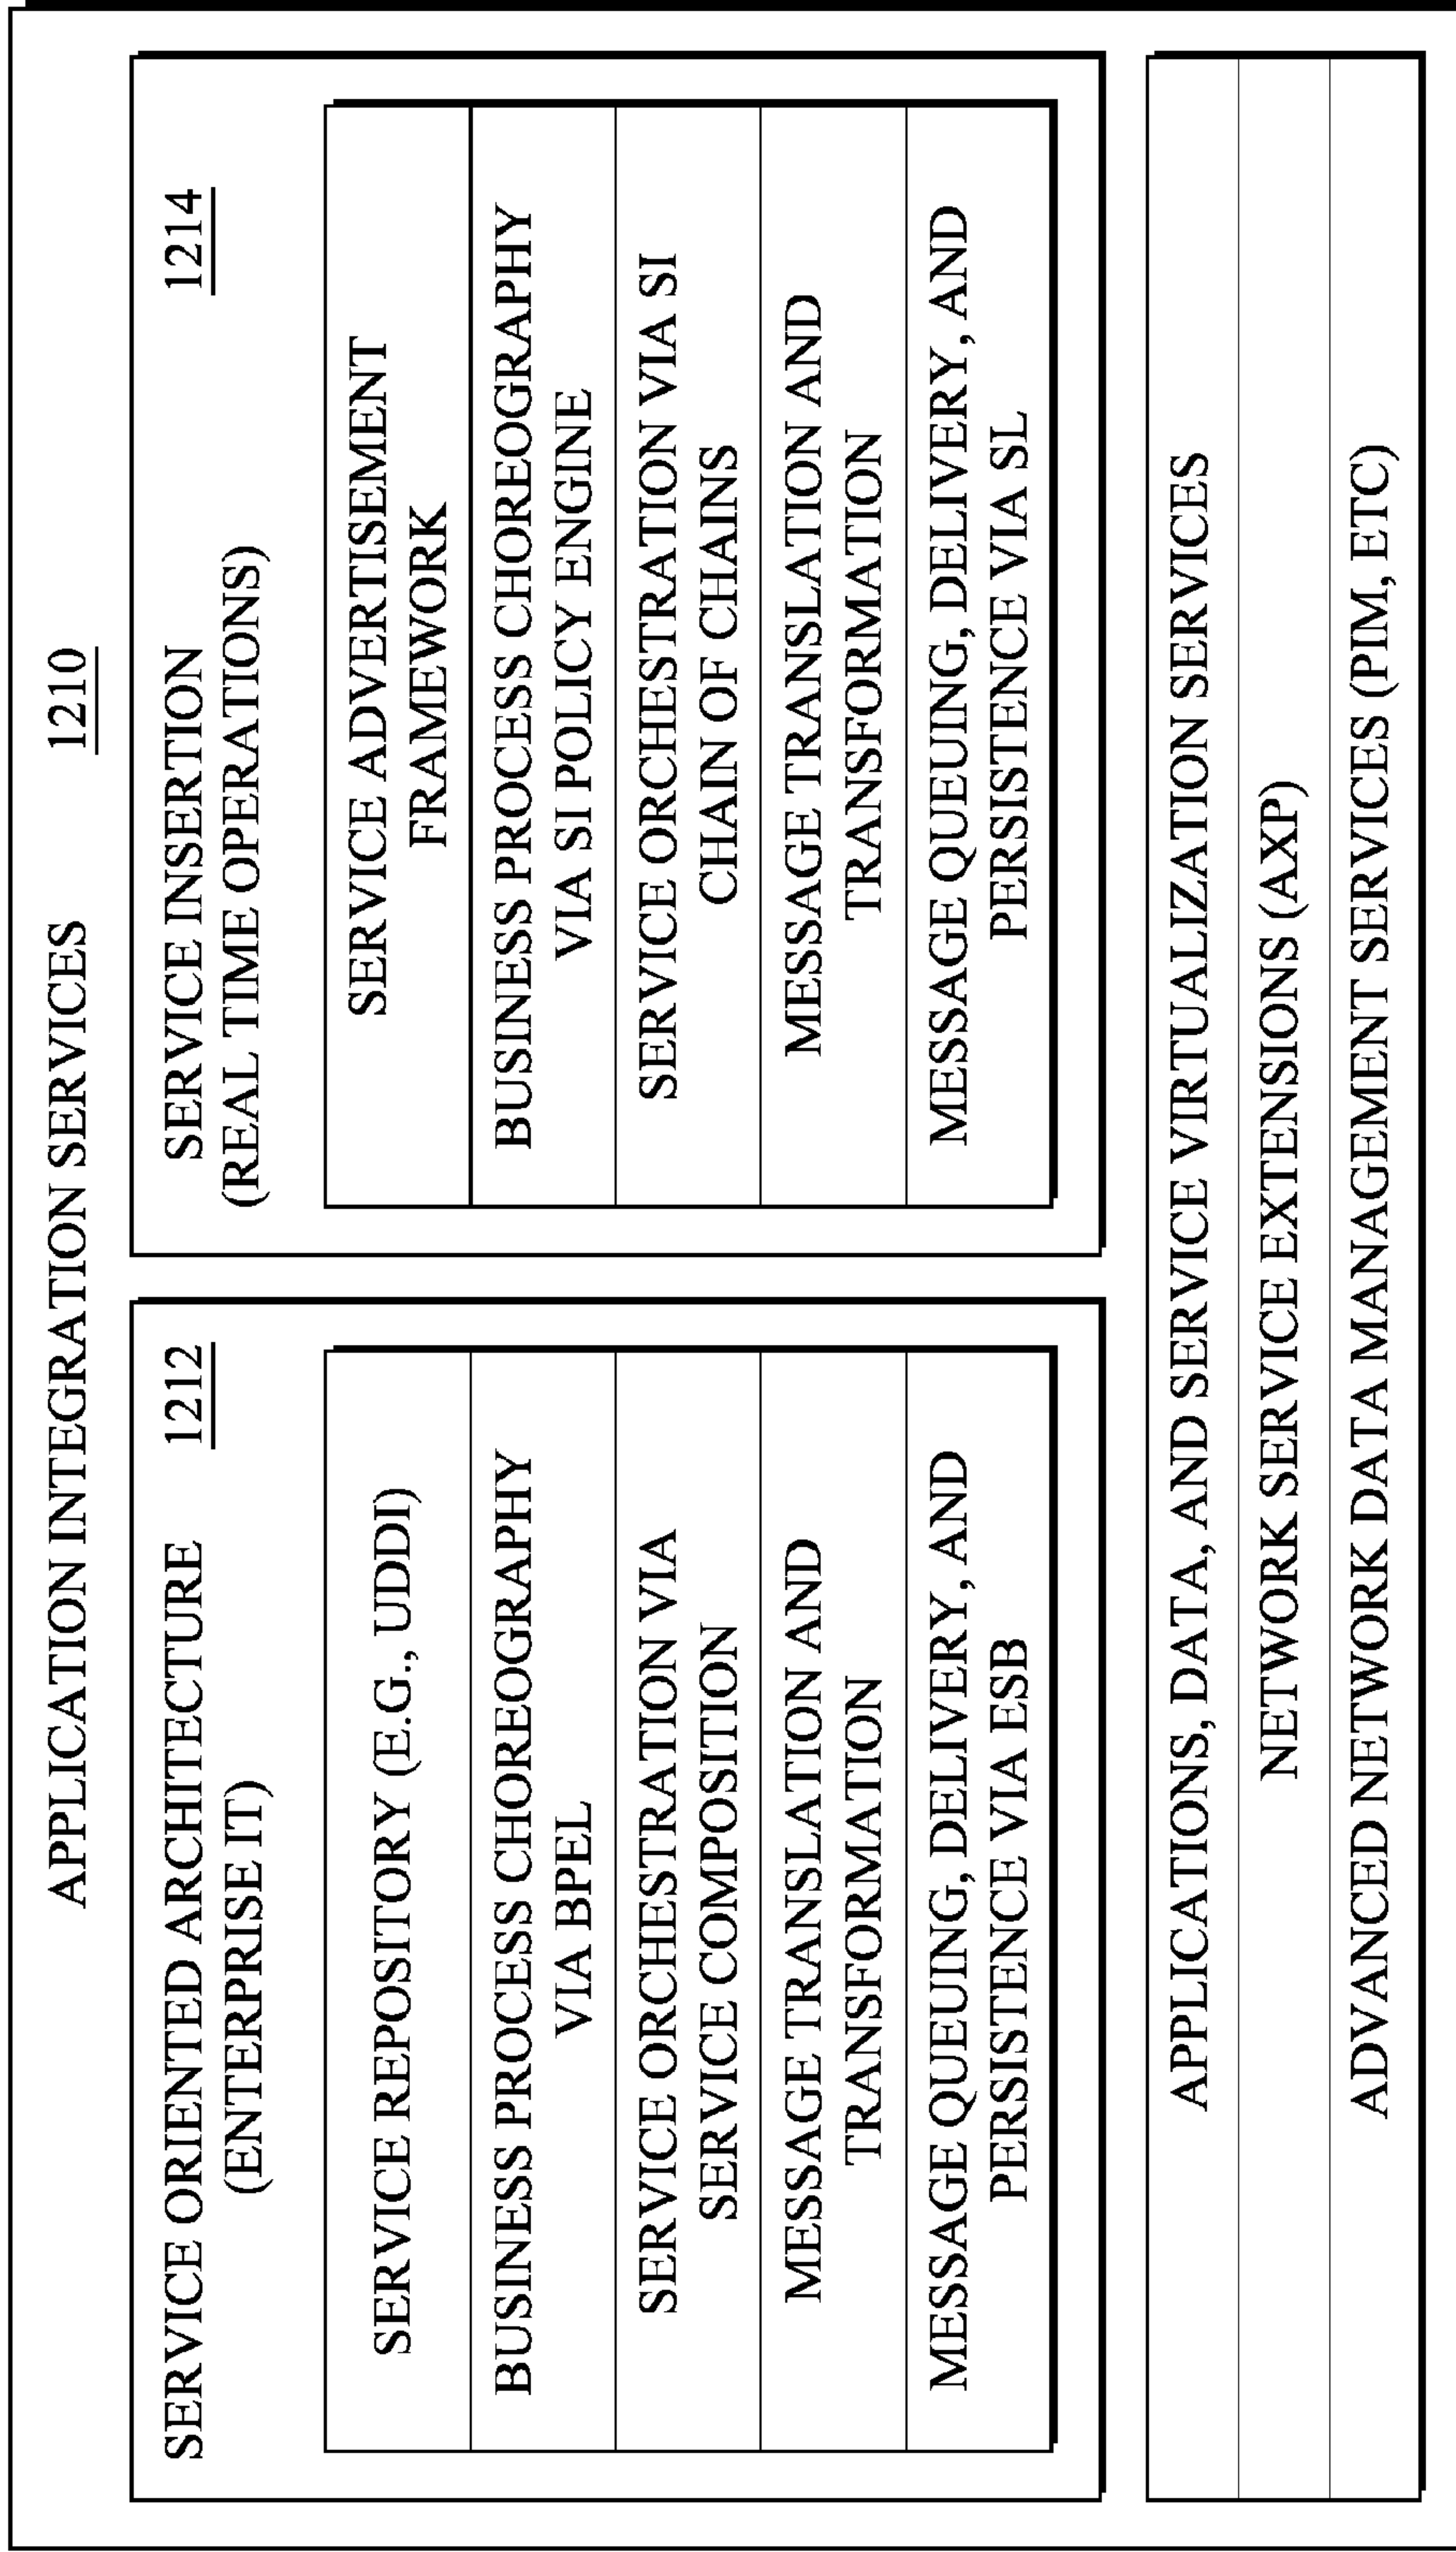 APPLICATION INTEGRATION SERVICES 1210
SERVICE ORIENTED ARCHITECTURE 1212
(ENTERPRISE IT)
SERVICE REPOSITORY (E.G., UDDI)
BUSINESS PROCESS CHOREOGRAPHY
VIA BPEL
SERVICE ORCHESTRATION VIA
SERVICE COMPOSITION
MESSAGE TRANSLATION AND
TRANSFORMATION
MESSAGE QUEUING, DELIVERY, AND
PERSISTENCE VIA ESB
SERVICE INSERTION 1214
(REAL TIME OPERATIONS)
SERVICE ADVERTISEMENT
FRAMEWORK
BUSINESS PROCESS CHOREOGRAPHY
VIA SI POLICY ENGINE
SERVICE ORCHESTRATION VIA SI
CHAIN OF CHAINS
MESSAGE TRANSLATION AND
TRANSFORMATION
MESSAGE QUEUING, DELIVERY, AND
PERSISTENCE VIA SL
APPLICATIONS, DATA, AND SERVICE VIRTUALIZATION SERVICES
NETWORK SERVICE EXTENSIONS (AXP)
ADVANCED NETWORK DATA MANAGEMENT SERVICES (PIM, ETC)